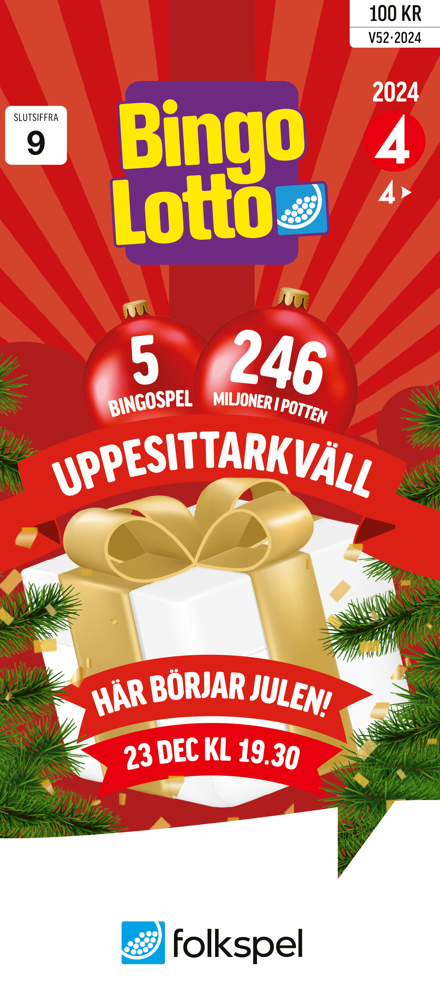 100 KR
V52·2024
2024
4
4
SLUTSIFFRA
9
Bingo
Lotto
5
BINGOSPEL
246
MILJONER I POTTEN
UPPESITTARKVÄLL
HÄR BÖRJAR JULEN!
23 DEC KL 19.30
folkspel